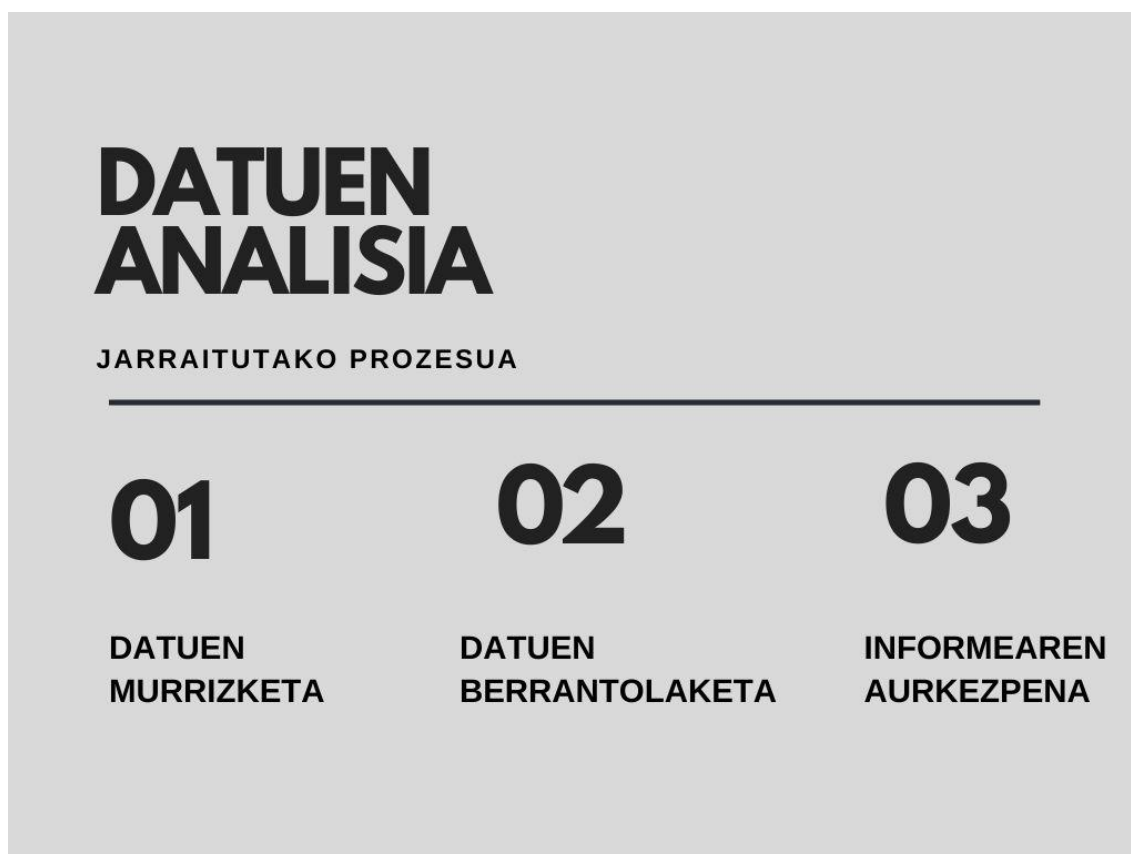 DATUEN
ANALISIA
JARRAITUTAKO PROZESUA
01
DATUEN
MURRIZKETA
02
DATUEN
BERRANTOLAKETA
03
INFORMEAREN
AURKEZPENA